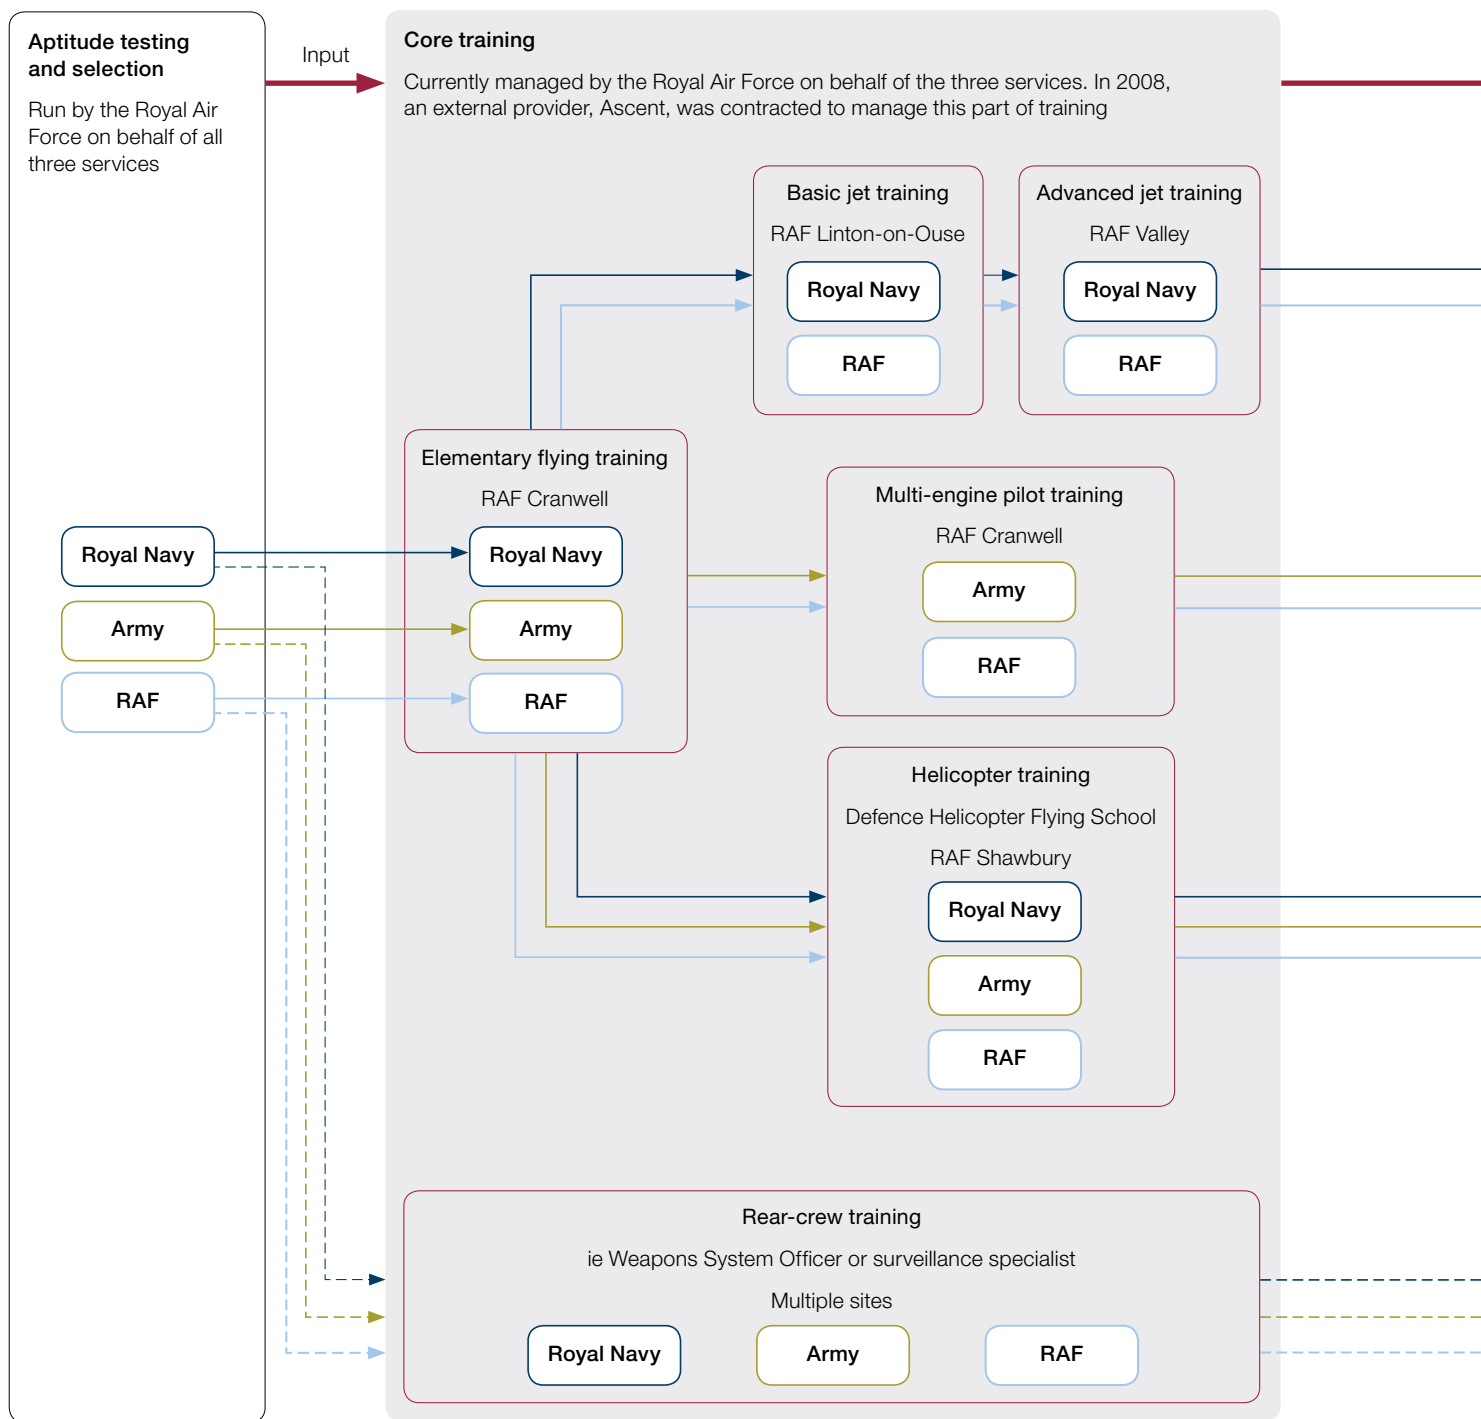 Aptitude testing
and selection
Run by the Royal Air
Force on behalf of all
three services
Royal Navy
Army
RAF
Input
Core training
Currently managed by the Royal Air Force on behalf of the three services. In 2008,
an external provider, Ascent, was contracted to manage this part of training
Elementary flying training
RAF Cranwell
Royal Navy
Army
RAF
Basic jet training
RAF Linton-on-Ouse
Royal Navy
RAF
Advanced jet training
RAF Valley
Royal Navy
RAF
Multi-engine pilot training
RAF Cranwell
Army
RAF
Helicopter training
Defence Helicopter Flying School
RAF Shawbury
Royal Navy
Army
RAF
Rear-crew training
ie Weapons System Officer or surveillance specialist
Multiple sites
Royal Navy
Army
RAF